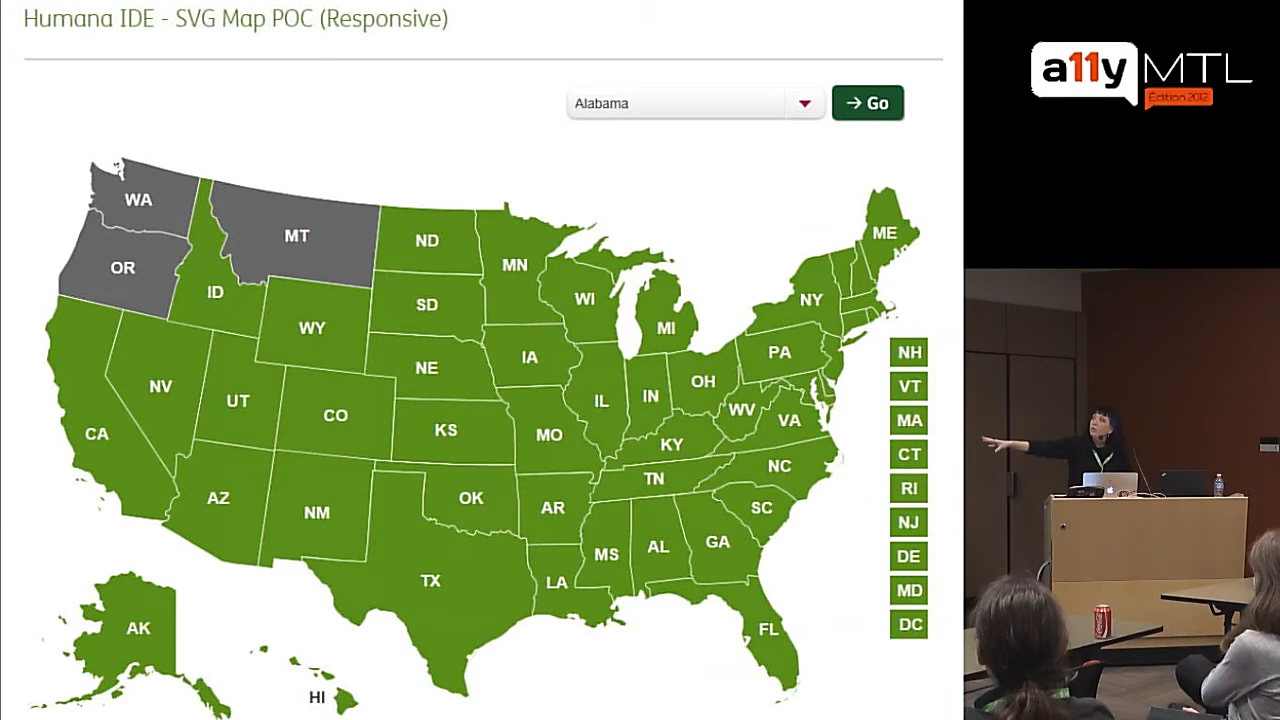 Humana IDE - SVG Map POC (Responsive)
Alabama
→ Go
a11y MTL
Édition 2012
WA
MT
OR
ID
ND
MN
SD
WI
MI
NY
ME
WY
NE
IA
PA
NH
VT
NV
UT
CO
KS
MO
IL
IN
OH
WV
VA
MA
CA
KY
CT
AZ
NM
OK
AR
TN
NC
RI
SC
NJ
TX
LA
MS
AL
GA
DE
MD
AK
HI
FL
DC